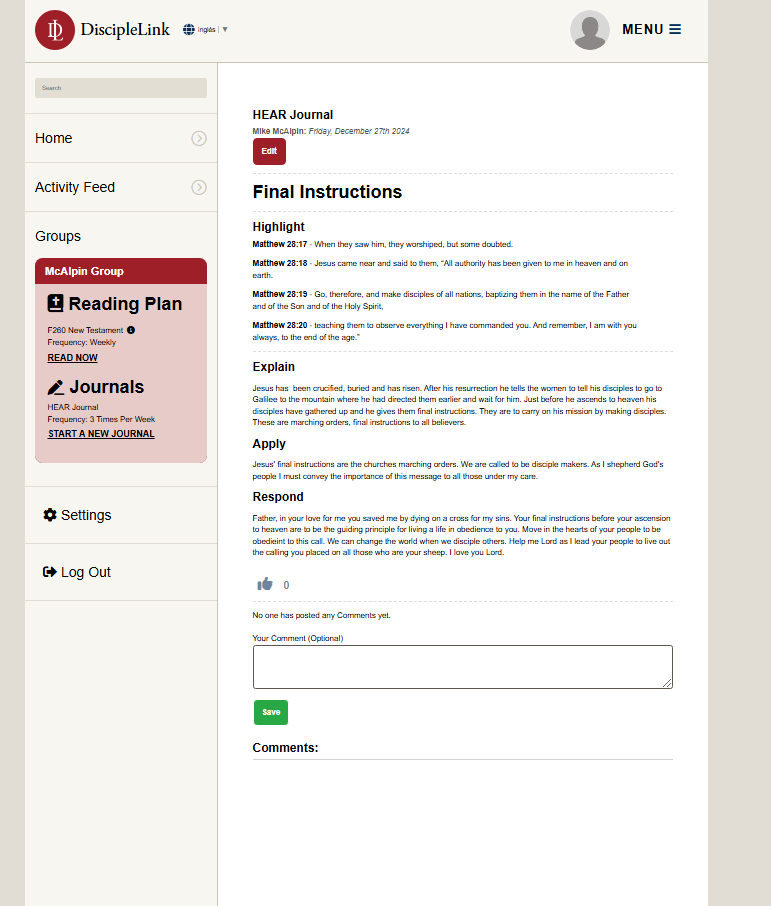 DL DiscipleLink inglés | ▼ MENU
Search
Home
Activity Feed
Groups
McAlpin Group
Reading Plan
F260 New Testament
Frequency: Weekly
READ NOW
Journals
HEAR Journal
Frequency: 3 Times Per Week
START A NEW JOURNAL
Settings
Log Out
HEAR Journal
Mike McAlpin: Friday, December 27th 2024
Edit
Final Instructions
Highlight
Matthew 28:17 - When they saw him, they worshiped, but some doubted.
Matthew 28:18 - Jesus came near and said to them, “All authority has been given to me in heaven and on
earth.
Matthew 28:19 - Go, therefore, and make disciples of all nations, baptizing them in the name of the Father
and of the Son and of the Holy Spirit,
Matthew 28:20 - teaching them to observe everything I have commanded you. And remember, I am with you
always, to the end of the age.”
Explain
Jesus has  been crucified, buried and has risen. After his resurrection he tells the women to tell his disciples to go to
Galilee to the mountain where he had directed them earlier and wait for him. Just before he ascends to heaven his
disciples have gathered up and he gives them final instructions. They are to carry on his mission by making disciples.
These are marching orders, final instructions to all believers.
Apply
Jesus' final instructions are the churches marching orders. We are called to be disciple makers. As I shepherd God's
people I must convey the importance of this message to all those under my care.
Respond
Father, in your love for me you saved me by dying on a cross for my sins. Your final instructions before your ascension
to heaven are to be the guiding principle for living a life in obedience to you. Move in the hearts of your people to be
obedieint to this call. We can change the world when we disciple others. Help me Lord as I lead your people to live out
the calling you placed on all those who are your sheep. I love you Lord.
0
No one has posted any Comments yet.
Your Comment (Optional)
Save
Comments: